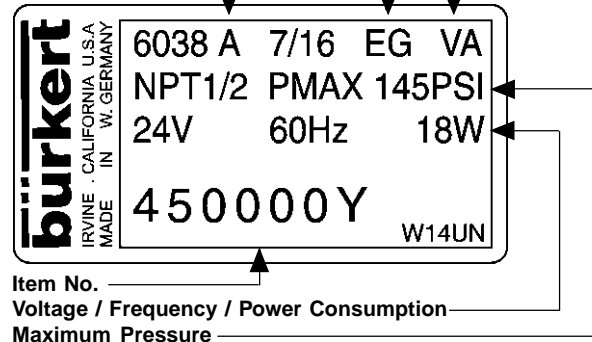 bürkert
IRVINE . CALIFORNIA U.S.A
MADE IN W. GERMANY
6038 A 7/16 EG VA
NPT1/2 PMAX 145PSI
24V 60Hz 18W
450000Y
W14UN
Item No.
Voltage / Frequency / Power Consumption
Maximum Pressure